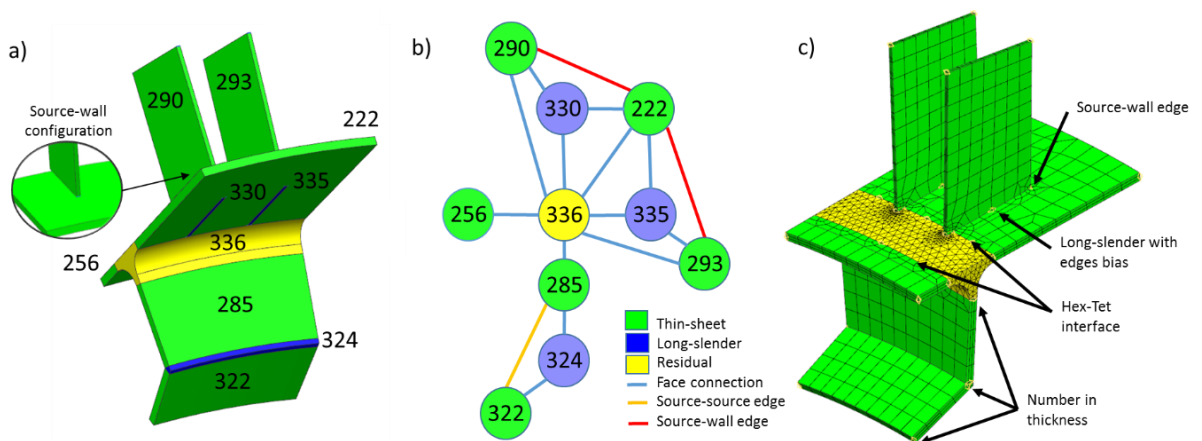 a)
290
293
222
Source-wall
configuration
330
335
336
256
285
324
322
b)
290
330
222
256
336
335
293
285
324
322
Thin-sheet
Long-slender
Residual
Face connection
Source-source edge
Source-wall edge
c)
Source-wall edge
Long-slender with
edges bias
Hex-Tet
interface
Number in
thickness